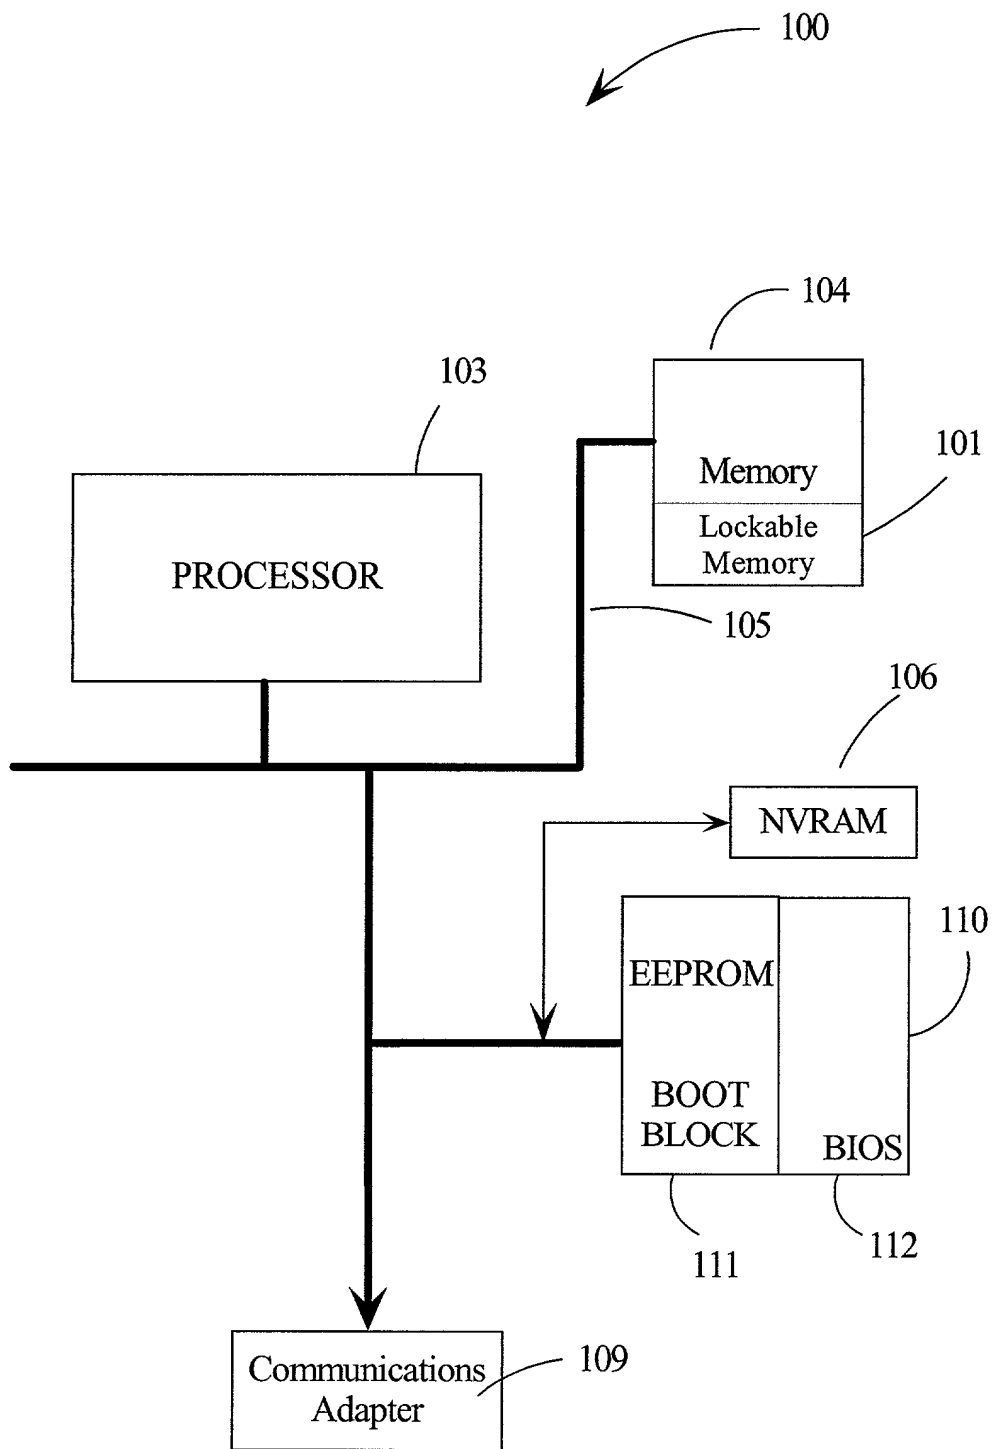 100
104
103
101
Memory
Lockable
Memory
PROCESSOR
105
106
NVRAM
110
EEPROM
BOOT
BLOCK
BIOS
111
112
Communications
Adapter
109